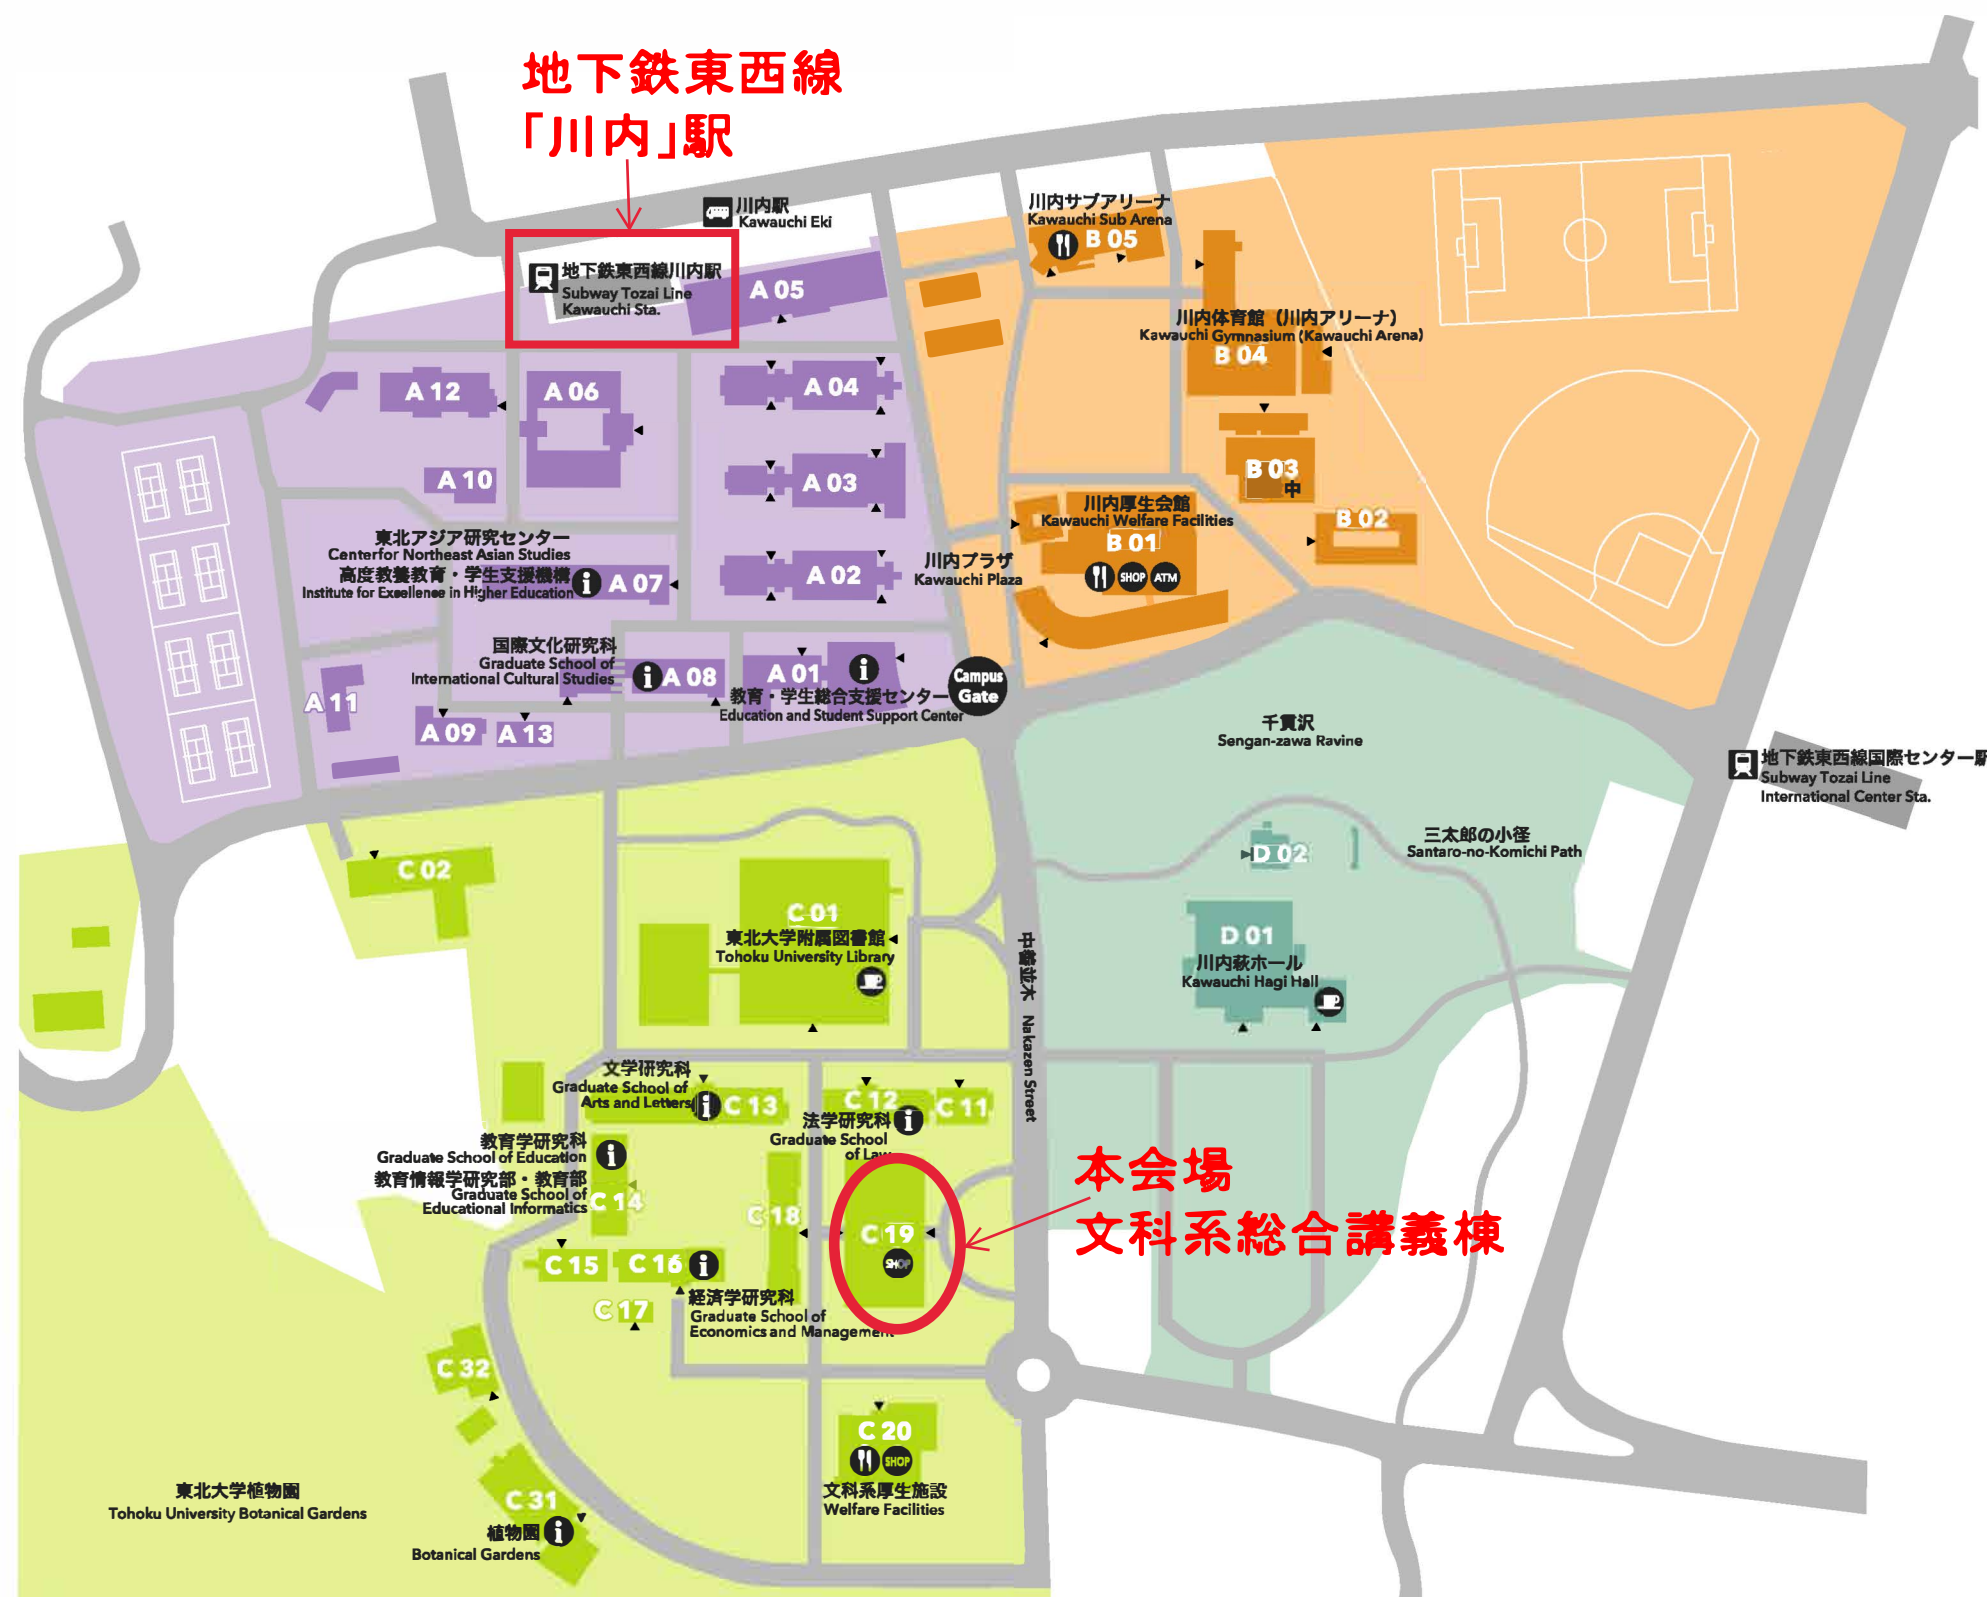 地下鉄東西線
「川内」駅
川内駅
Kawauchi Eki
地下鉄東西線川内駅
Subway Tozai Line
Kawauchi Sta.
A 05
川内サブアリーナ
Kawauchi Sub Arena
B 05
川内体育館（川内アリーナ）
Kawauchi Gymnasium (Kawauchi Arena)
B 04
A 12
A 06
A 04
A 10
A 03
B 03
中
川内厚生会館
Kawauchi Welfare Facilities
B 01
SHOP
ATM
B 02
東北アジア研究センター
Centerfor Northeast Asian Studies
高度教養教育・学生支援機構
Institute for Excellence in Higher Education
i
A 07
A 02
川内プラザ
Kawauchi Plaza
国際文化研究科
Graduate School of
International Cultural Studies
i
A 08
A 01
i
教育・学生総合支援センター
Education and Student Support Center
Campus
Gate
A 11
A 09
A 13
千貫沢
Sengan-zawa Ravine
地下鉄東西線国際センター駅
Subway Tozai Line
International Center Sta.
三太郎の小径
Santaro-no-Komichi Path
D 02
C 02
C 01
東北大学附属図書館
Tohoku University Library
D 01
川内萩ホール
Kawauchi Hagi Hall
中善並木 Nakazen Street
文学研究科
Graduate School of
Arts and Letters
i
C 13
C 12
C 11
法学研究科
i
Graduate School
of Law
教育学研究科
Graduate School of Education
i
教育情報学研究部・教育部
Graduate School of
Educational Informatics
C 14
C 18
C 19
SHOP
本会場
文科系総合講義棟
C 15
C 16
i
C 17
経済学研究科
Graduate School of
Economics and Management
C 32
C 20
SHOP
文科系厚生施設
Welfare Facilities
東北大学植物園
Tohoku University Botanical Gardens
C 31
植物園
i
Botanical Gardens